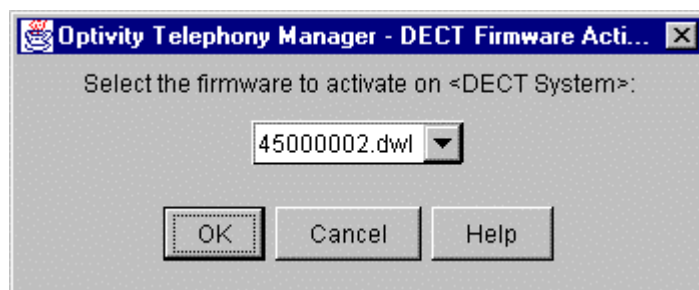 Optivity Telephony Manager - DECT Firmware Acti...
Select the firmware to activate on <DECT System>:
45000002.dwl
OK Cancel Help